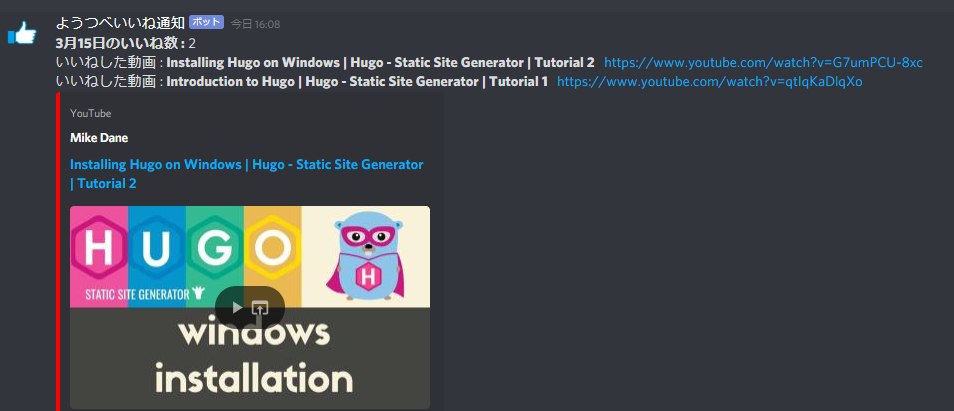 ようつべいいね通知 ボット 今日16:08
3月15日のいいね数 : 2
いいねした動画 : Installing Hugo on Windows | Hugo - Static Site Generator | Tutorial 2 https://www.youtube.com/watch?v=G7umPCU-8xc
いいねした動画 : Introduction to Hugo | Hugo - Static Site Generator | Tutorial 1 https://www.youtube.com/watch?v=qtIqKaDlqXo
YouTube
Mike Dane
Installing Hugo on Windows | Hugo - Static Site Generator
| Tutorial 2
HUGO
H
STATIC SITE GENERATOR
windows
installation